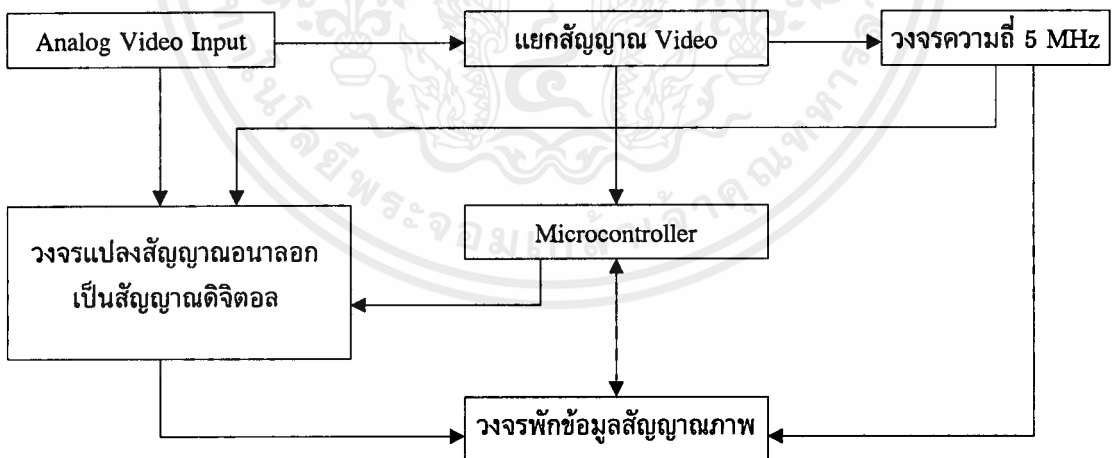 Analog Video Input
แยกสัญญาณ Video
วงจรความถี่ 5 MHz
วงจรแปลงสัญญาณอนาลอก
เป็นสัญญาณดิจิตอล
Microcontroller
วงจรพักข้อมูลสัญญาณภาพ